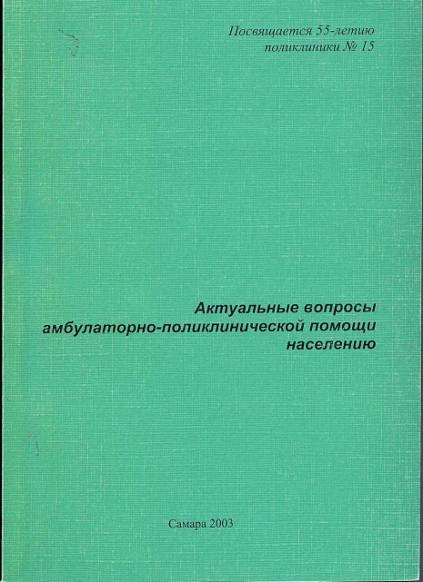 Посвящается 55-летию
поликлиники № 15
Актуальные вопросы
амбулаторно-поликлинической помощи
населению
Самара 2003